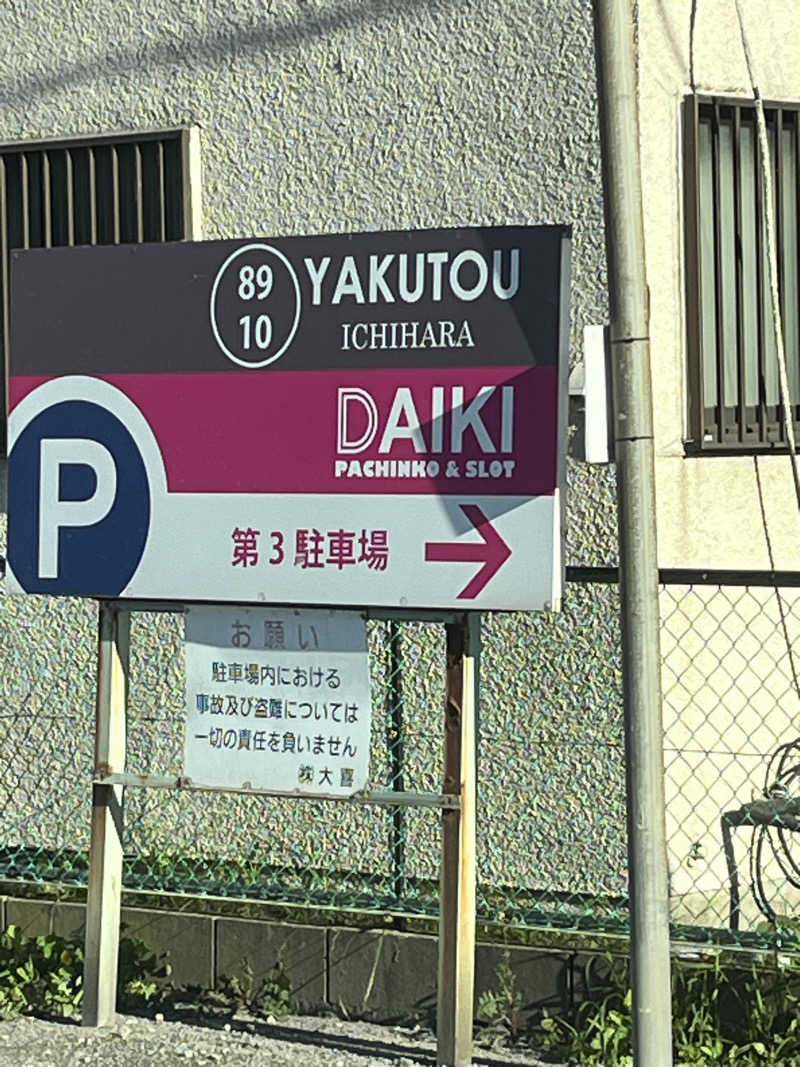 89
10
YAKUTOU
ICHIHARA
DAIKI
PACHINKO & SLOT
P
第3駐車場
お願い
駐車場内における
事故及び盗難については
一切の責任を負いません
㈱大喜